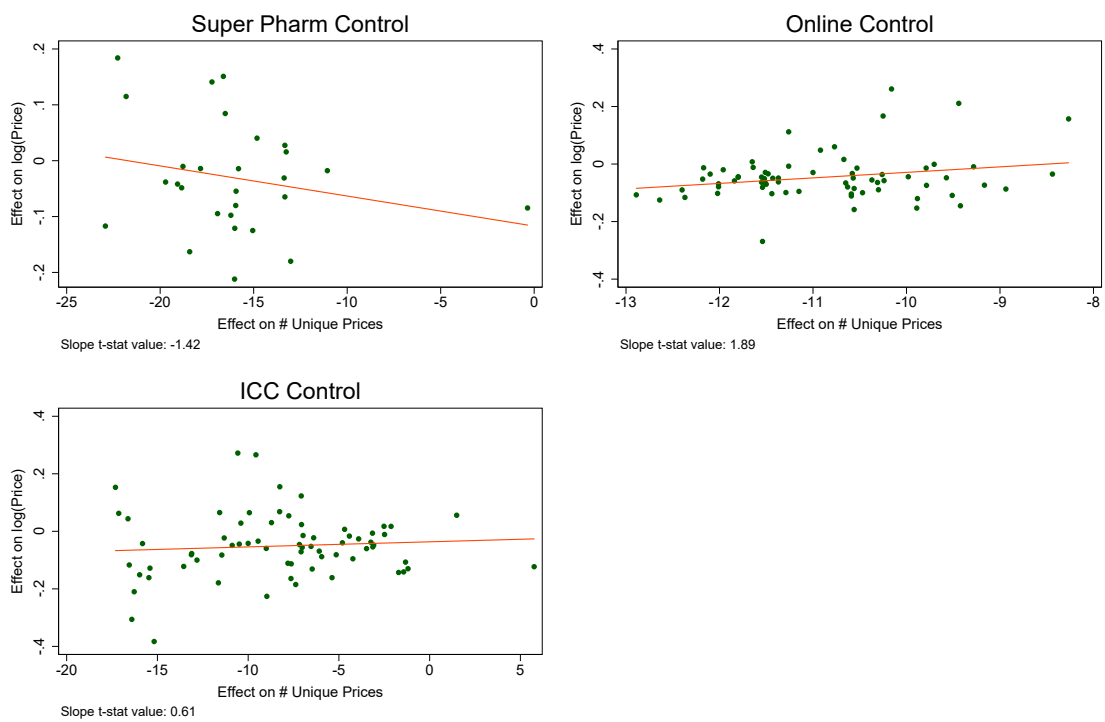 Super Pharm Control
Effect on log(Price)
.2
.1
0
-.1
-.2
-25
-20
-15
-10
-5
0
Effect on # Unique Prices
Slope t-stat value: -1.42
Online Control
Effect on log(Price)
.4
.2
0
-.2
-.4
-13
-12
-11
-10
-9
-8
Effect on # Unique Prices
Slope t-stat value: 1.89
ICC Control
Effect on log(Price)
.4
.2
0
-.2
-.4
-20
-15
-10
-5
0
5
Effect on # Unique Prices
Slope t-stat value: 0.61